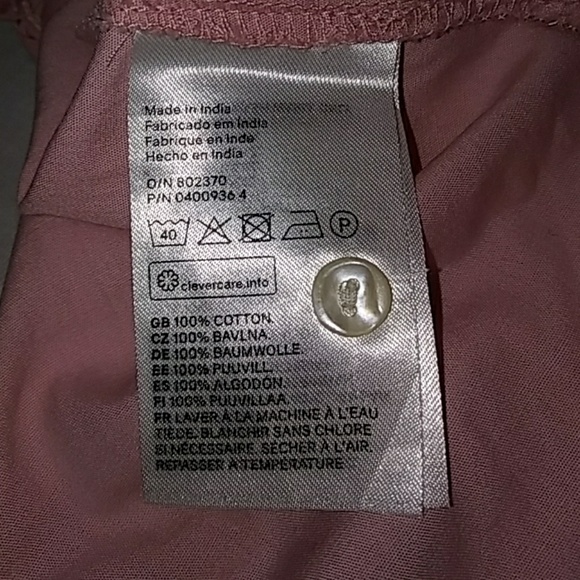 Made in India
Fabricado em India
Fabriqué en Inde
Hecho en India
O/N 802370
P/N 0400936 4
40
P
clevercare.info
GB 100% COTTON.
CZ 100% BAVLNA.
DE 100% BAUMWOLLE.
EE 100% PUUVILL.
ES 100% ALGODON.
FI 100% PUUVILLAA.
FR LAVER À LA MACHINE À L'EAU
TIÈDE. BLANCHIR SANS CHLORE
SI NÉCESSAIRE. SÉCHER À L'AIR.
REPASSER À TEMPÉRATURE